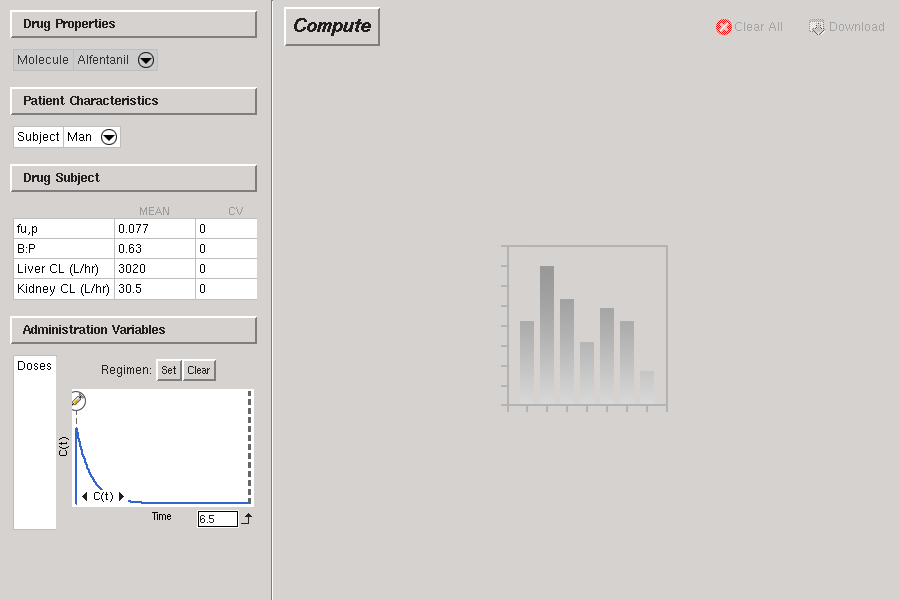 Drug Properties
Molecule Alfentanil
Patient Characteristics
Subject Man
Drug Subject
MEAN CV
fu,p 0.077 0
B:P 0.63 0
Liver CL (L/hr) 3020 0
Kidney CL (L/hr) 30.5 0
Administration Variables
Doses
Regimen: Set Clear
C(t)
C(t)
Time 6.5
Compute
Clear All
Download